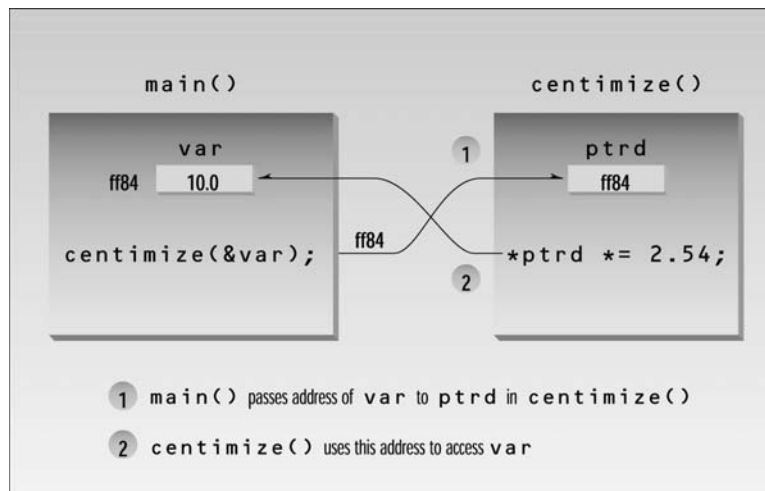 main()
centimize()
var
ptrd
1
ff84
10.0
ff84
ff84
centimize(&var);
*ptrd *= 2.54;
2
1 main() passes address of var to ptrd in centimize()
2 centimize() uses this address to access var